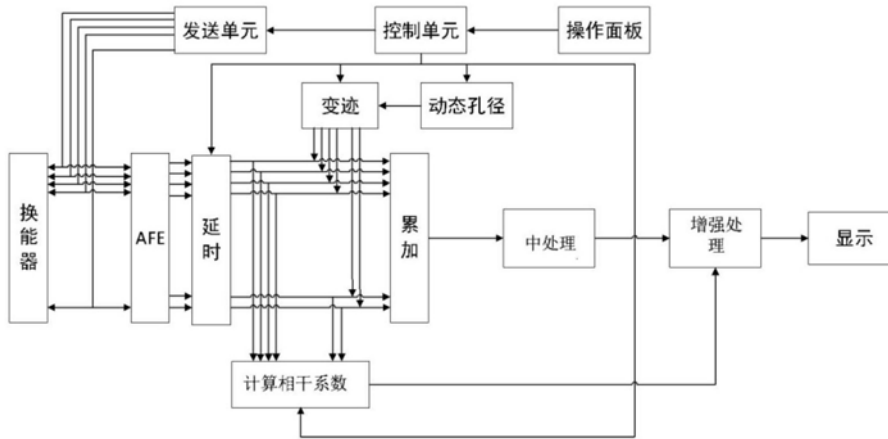 发送单元
控制单元
操作面板
变迹
动态孔径
换能器
AFE
延时
累加
中处理
增强处
理
显示
计算相干系数